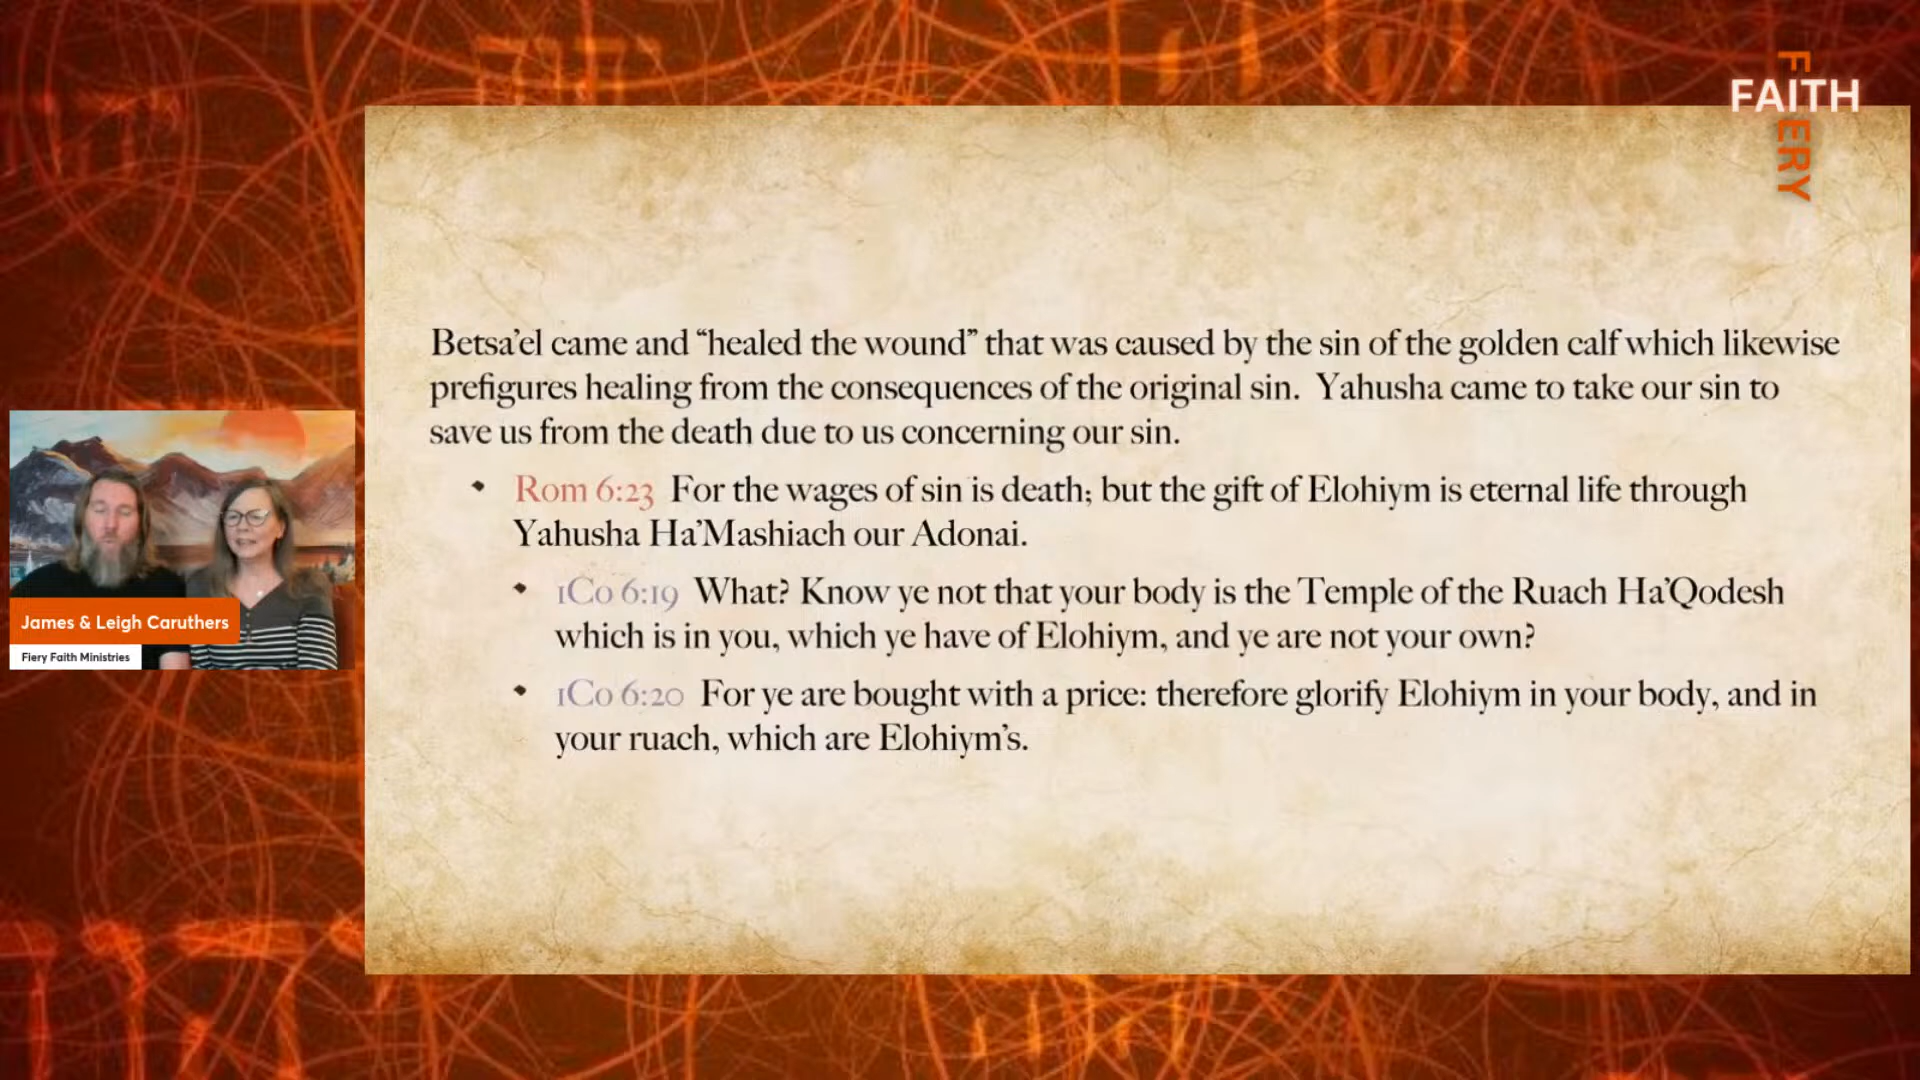 FIERY
FAITH
Betsa’el came and “healed the wound” that was caused by the sin of the golden calf which likewise
prefigures healing from the consequences of the original sin.  Yahusha came to take our sin to
save us from the death due to us concerning our sin.
Rom 6:23  For the wages of sin is death; but the gift of Elohiym is eternal life through
Yahusha Ha’Mashiach our Adonai.
1Co 6:19  What? Know ye not that your body is the Temple of the Ruach Ha’Qodesh
which is in you, which ye have of Elohiym, and ye are not your own?
1Co 6:20  For ye are bought with a price: therefore glorify Elohiym in your body, and in
your ruach, which are Elohiym’s.
James & Leigh Caruthers
Fiery Faith Ministries